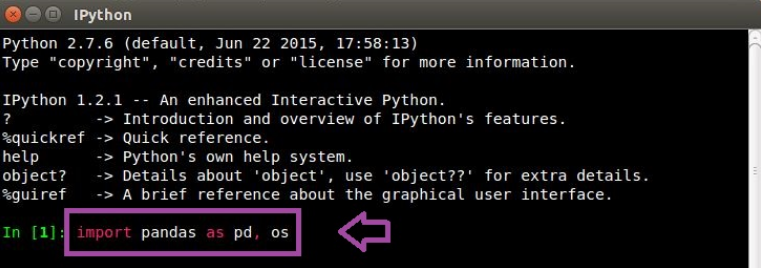 IPython
Python 2.7.6 (default, Jun 22 2015, 17:58:13)
Type "copyright", "credits" or "license" for more information.
IPython 1.2.1 -- An enhanced Interactive Python.
?         -> Introduction and overview of IPython's features.
%quickref -> Quick reference.
help      -> Python's own help system.
object?   -> Details about 'object', use 'object??' for extra details.
%guiref   -> A brief reference about the graphical user interface.
In [1]: import pandas as pd, os